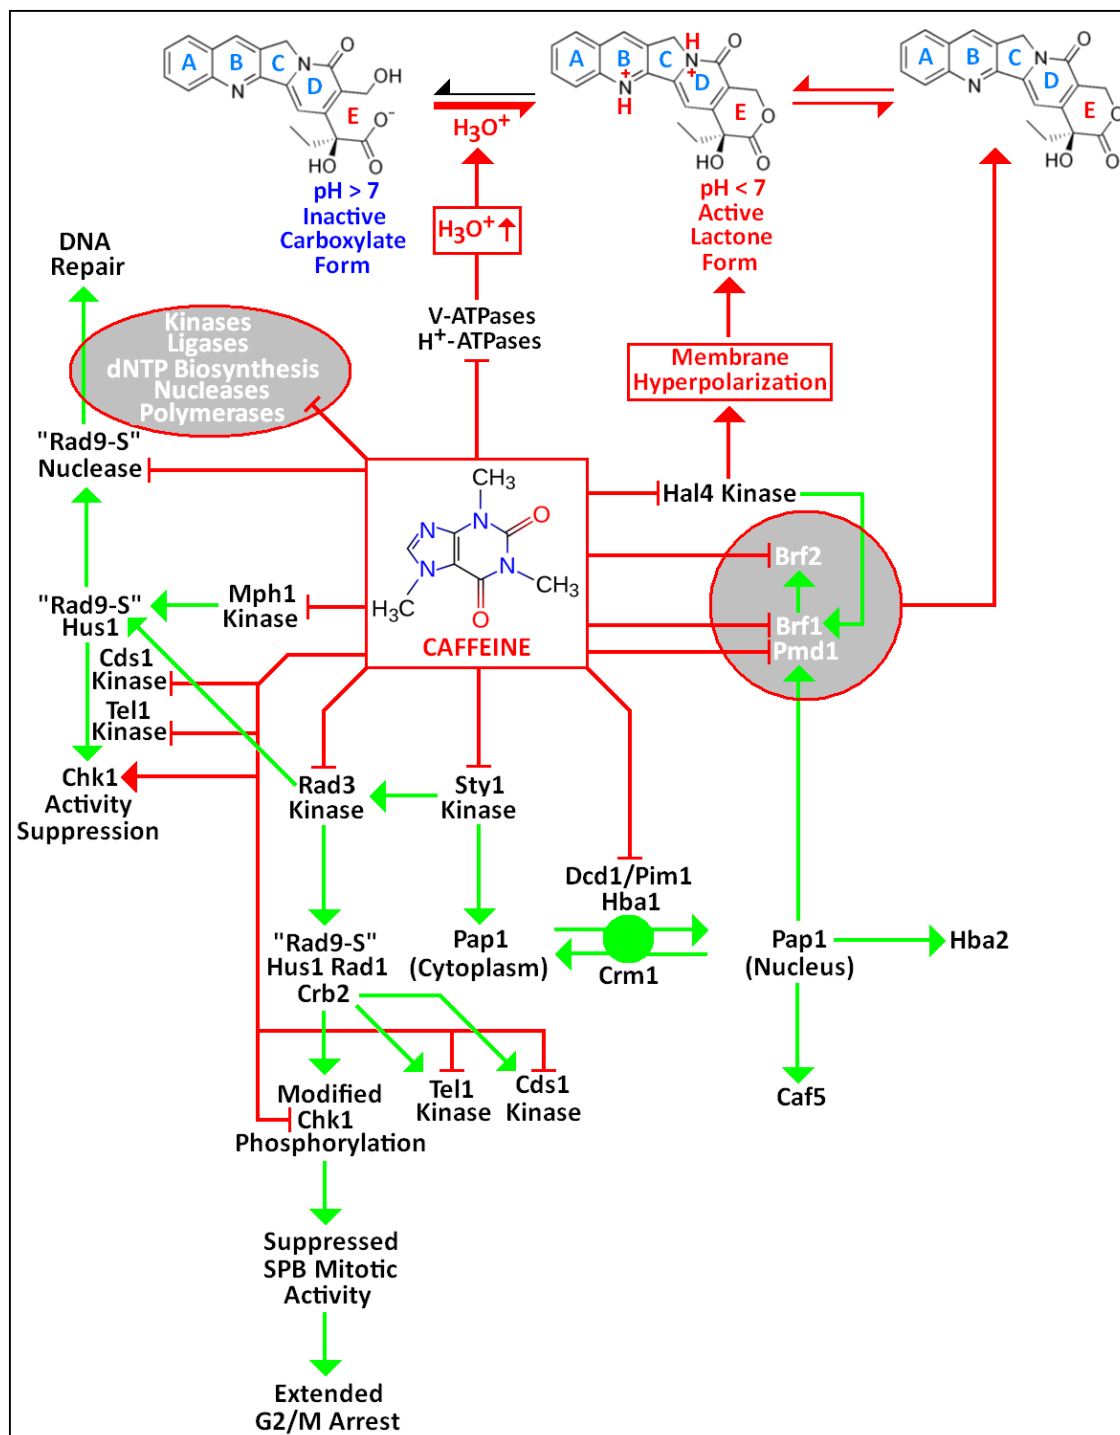 A B C N D N OH E O⁻ HO O
H A B C N + D O N + H E O HO O
A B C N D O N E O HO O
H₃O⁺
pH > 7
Inactive
Carboxylate
Form
H₃O⁺ ↑
pH < 7
Active
Lactone
Form
DNA
Repair
V-ATPases
H⁺-ATPases
Kinases
Ligases
dNTP Biosynthesis
Nucleases
Polymerases
Membrane
Hyperpolarization
"Rad9-S"
Nuclease
Hal4 Kinase
CH₃
N N O
N N CH₃
H₃C O
CAFFEINE
Brf2
Brf1
Pmd1
Mph1
Kinase
"Rad9-S"
Hus1
Cds1
Kinase
Tel1
Kinase
Chk1
Activity
Suppression
Rad3
Kinase
Sty1
Kinase
Dcd1/Pim1
Hba1
Crm1
"Rad9-S"
Hus1 Rad1
Crb2
Pap1
(Cytoplasm)
Pap1
(Nucleus)
Hba2
Modified
Chk1
Phosphorylation
Tel1
Kinase
Cds1
Kinase
Caf5
Suppressed
SPB Mitotic
Activity
Extended
G2/M Arrest